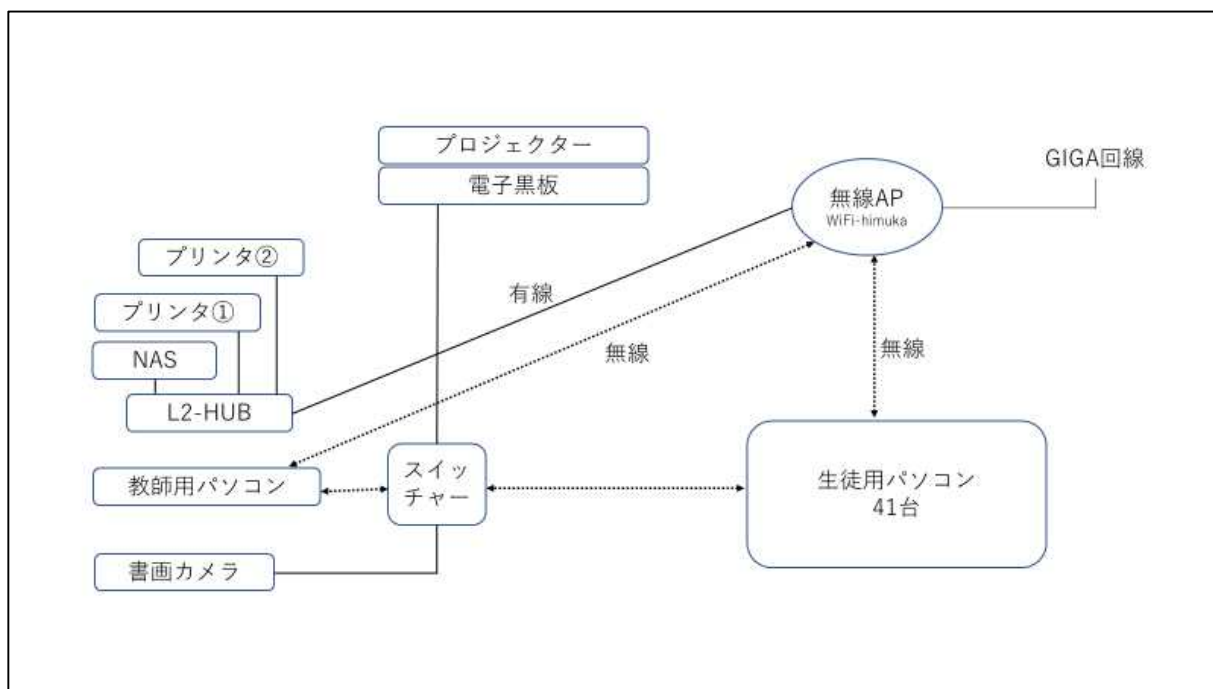 プロジェクター
電子黒板
GIGA回線
無線AP
WiFi-himuka
プリンタ②
プリンタ①
NAS
L2-HUB
有線
無線
無線
教師用パソコン
スイッ
チャー
生徒用パソコン
41台
書画カメラ